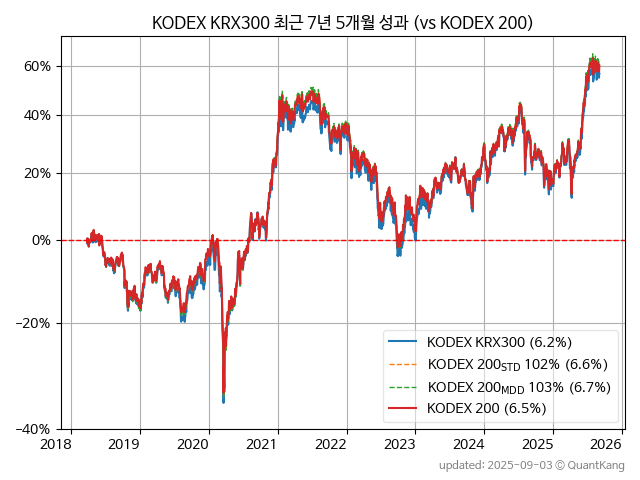 KODEX KRX300 최근 7년 5개월 성과 (vs KODEX 200)
60%
40%
20%
0%
−20%
−40%
2018 2019 2020 2021 2022 2023 2024 2025 2026
KODEX KRX300 (6.2%)
KODEX 200STD 102% (6.6%)
KODEX 200MDD 103% (6.7%)
KODEX 200 (6.5%)
updated: 2025-09-03 © QuantKang